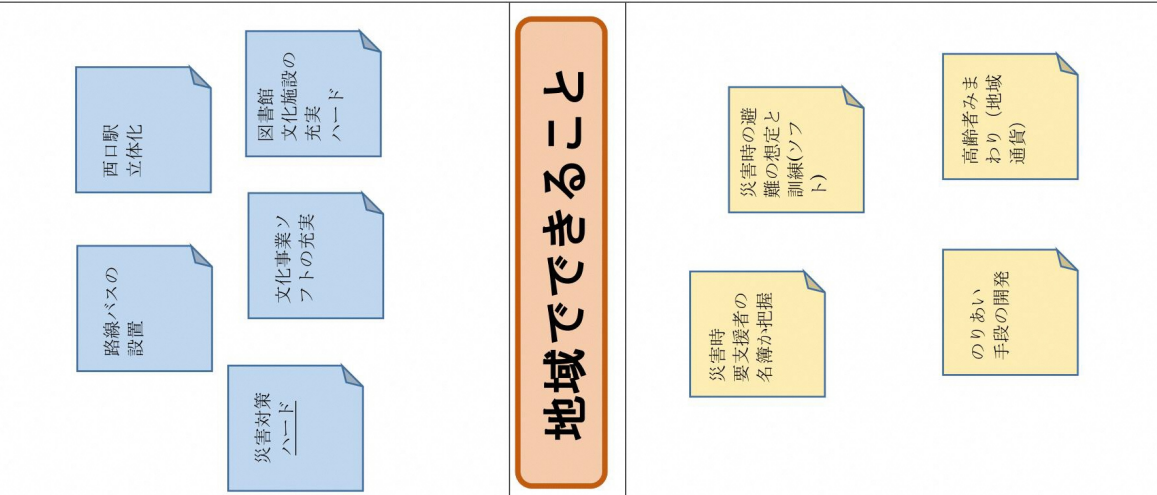 路線バスの
設置
西口駅
立体化
災害対策
ハード
文化事業ソ
フトの充実
図書館
文化施設の
充実
ハード
地域でできること
災害時
要支援者の
名簿か把握
災害時の避
難の想定と
訓練(ソフ
ト)
のりあい
手段の開発
高齢者みま
わり（地域
通貨）